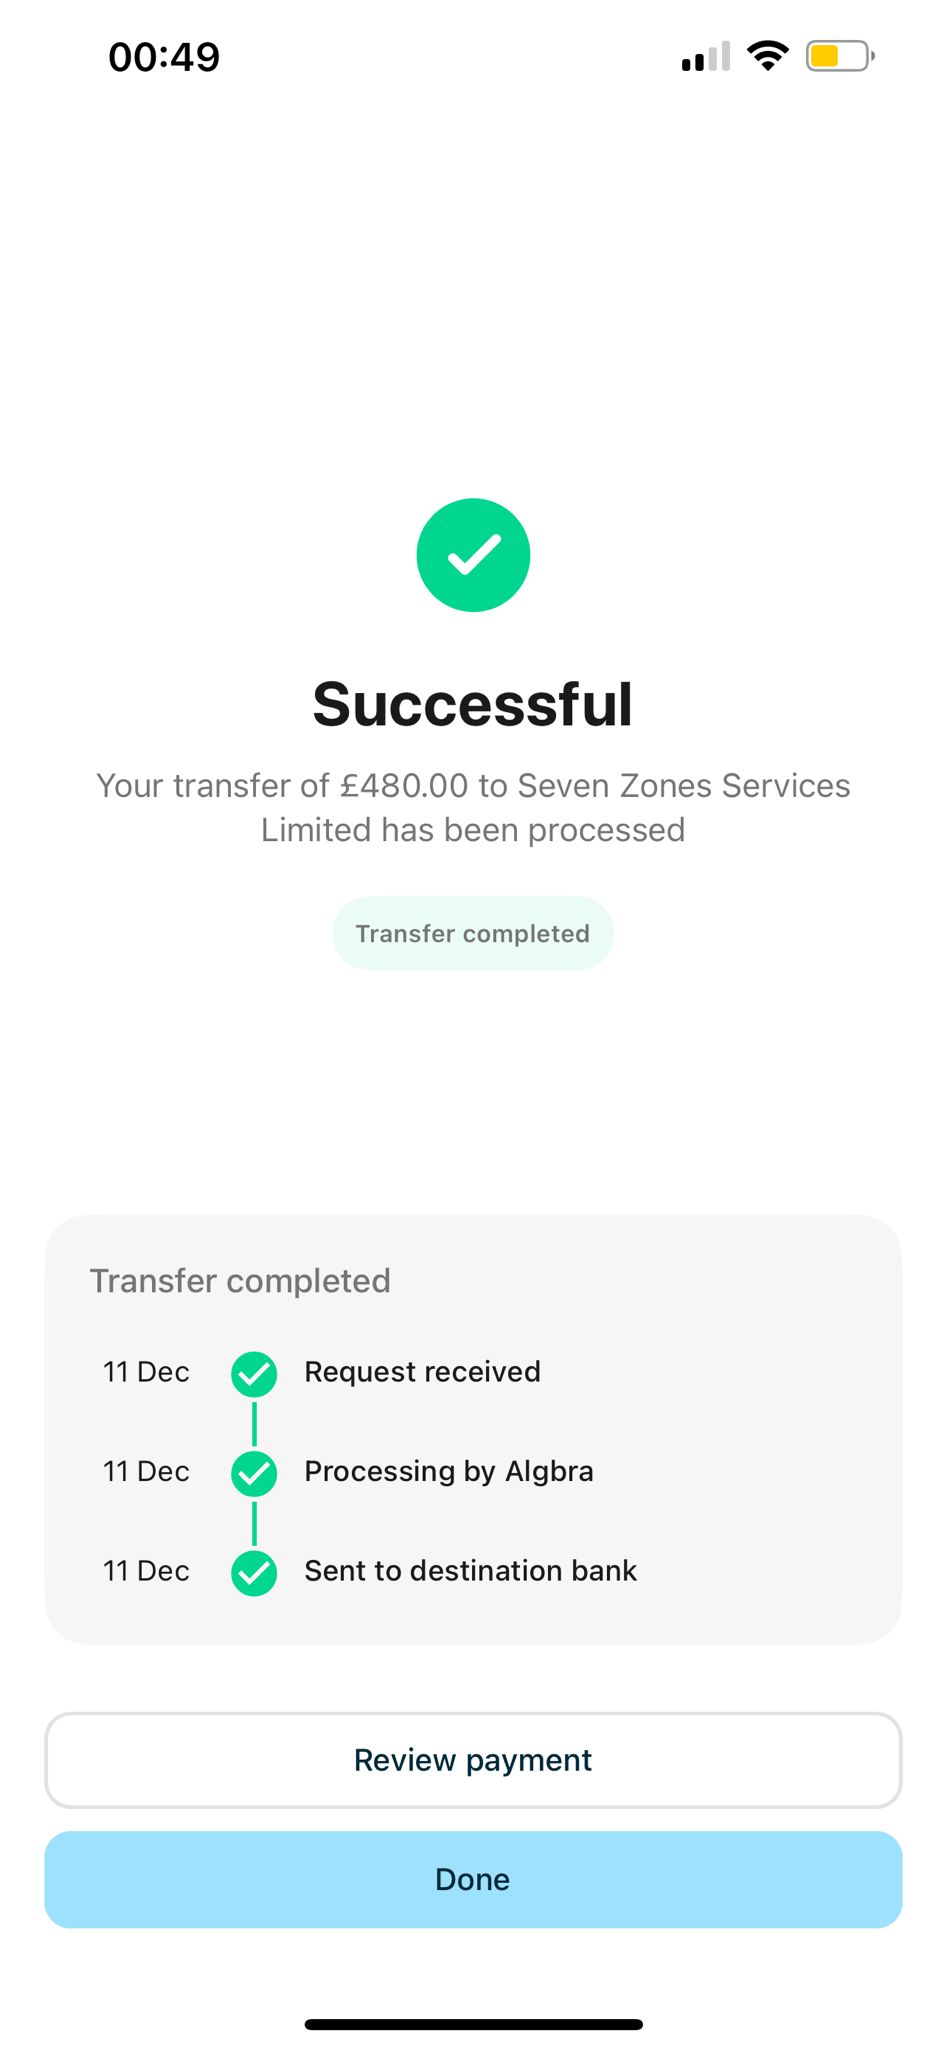 00:49
Successful
Your transfer of £480.00 to Seven Zones Services
Limited has been processed
Transfer completed
Transfer completed
11 Dec Request received
11 Dec Processing by Algbra
11 Dec Sent to destination bank
Review payment
Done